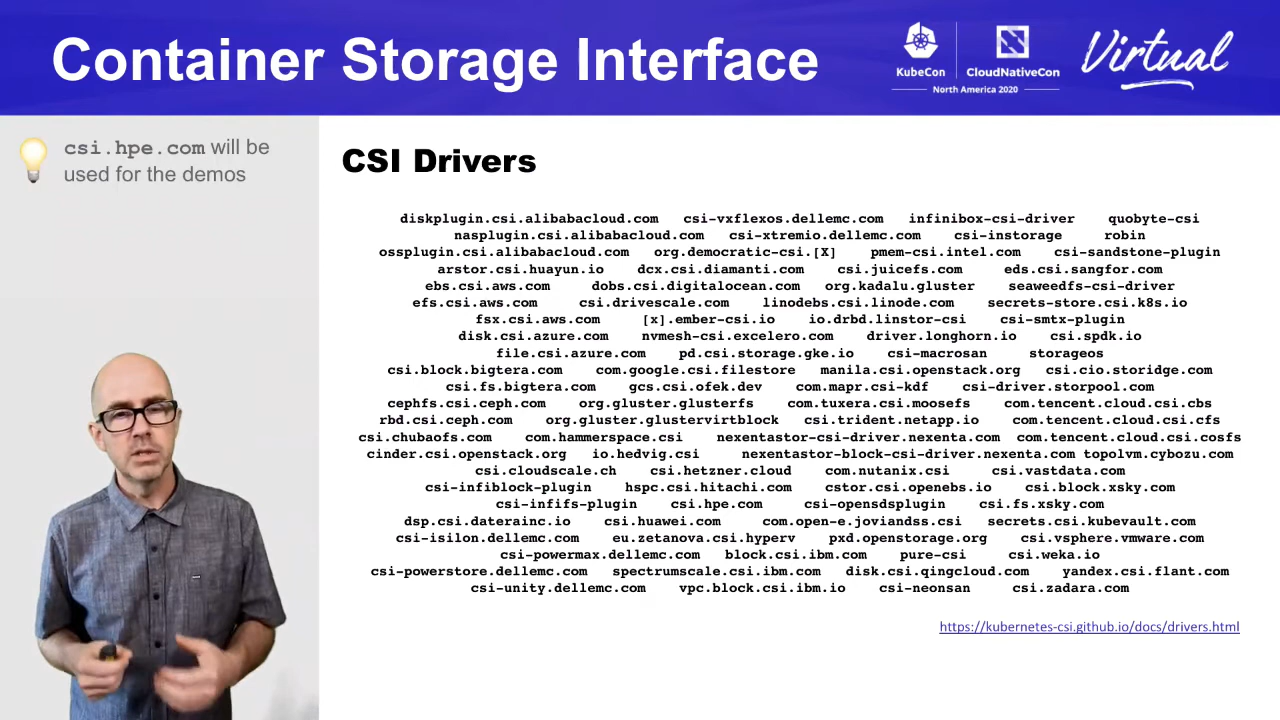 Container Storage Interface
KubeCon
CloudNativeCon
North America 2020
Virtual
csi.hpe.com will be
used for the demos
CSI Drivers
diskplugin.csi.alibabacloud.com csi-vxflexos.dellemc.com infinibox-csi-driver quobyte-csi
nasplugin.csi.alibabacloud.com csi-xtremio.dellemc.com csi-instorage robin
ossplugin.csi.alibabacloud.com org.democratic-csi.[X] pmem-csi.intel.com csi-sandstone-plugin
arstor.csi.huayun.io dcx.csi.diamanti.com csi.juicefs.com eds.csi.sangfor.com
ebs.csi.aws.com dobs.csi.digitalocean.com org.kadalu.gluster seaweedfs-csi-driver
efs.csi.aws.com csi.drivescale.com linodebs.csi.linode.com secrets-store.csi.k8s.io
fsx.csi.aws.com [x].ember-csi.io io.drbd.linstor-csi csi-smtx-plugin
disk.csi.azure.com nvmesh-csi.excelero.com driver.longhorn.io csi.spdk.io
file.csi.azure.com pd.csi.storage.gke.io csi-macrosan storageos
csi.block.bigtera.com com.google.csi.filestore manila.csi.openstack.org csi.cio.storidge.com
csi.fs.bigtera.com gcs.csi.ofek.dev com.mapr.csi-kdf csi-driver.storpool.com
cephfs.csi.ceph.com org.gluster.glusterfs com.tuxera.csi.moosefs com.tencent.cloud.csi.cbs
rbd.csi.ceph.com org.gluster.glustervirtblock csi.trident.netapp.io com.tencent.cloud.csi.cfs
csi.chubaofs.com com.hammerspace.csi nexentastor-csi-driver.nexenta.com com.tencent.cloud.csi.cosfs
cinder.csi.openstack.org io.hedvig.csi nexentastor-block-csi-driver.nexenta.com topolvm.cybozu.com
csi.cloudscale.ch csi.hetzner.cloud com.nutanix.csi csi.vastdata.com
csi-infiblock-plugin hspc.csi.hitachi.com cstor.csi.openebs.io csi.block.xsky.com
csi-infifs-plugin csi.hpe.com csi-opensdsplugin csi.fs.xsky.com
dsp.csi.daterainc.io csi.huawei.com com.open-e.joviandss.csi secrets.csi.kubevault.com
csi-isilon.dellemc.com eu.zetanova.csi.hyperv pxd.openstorage.org csi.vsphere.vmware.com
csi-powermax.dellemc.com block.csi.ibm.com pure-csi csi.weka.io
csi-powerstore.dellemc.com spectrumscale.csi.ibm.com disk.csi.qingcloud.com yandex.csi.flant.com
csi-unity.dellemc.com vpc.block.csi.ibm.io csi-neonsan csi.zadara.com
https://kubernetes-csi.github.io/docs/drivers.html